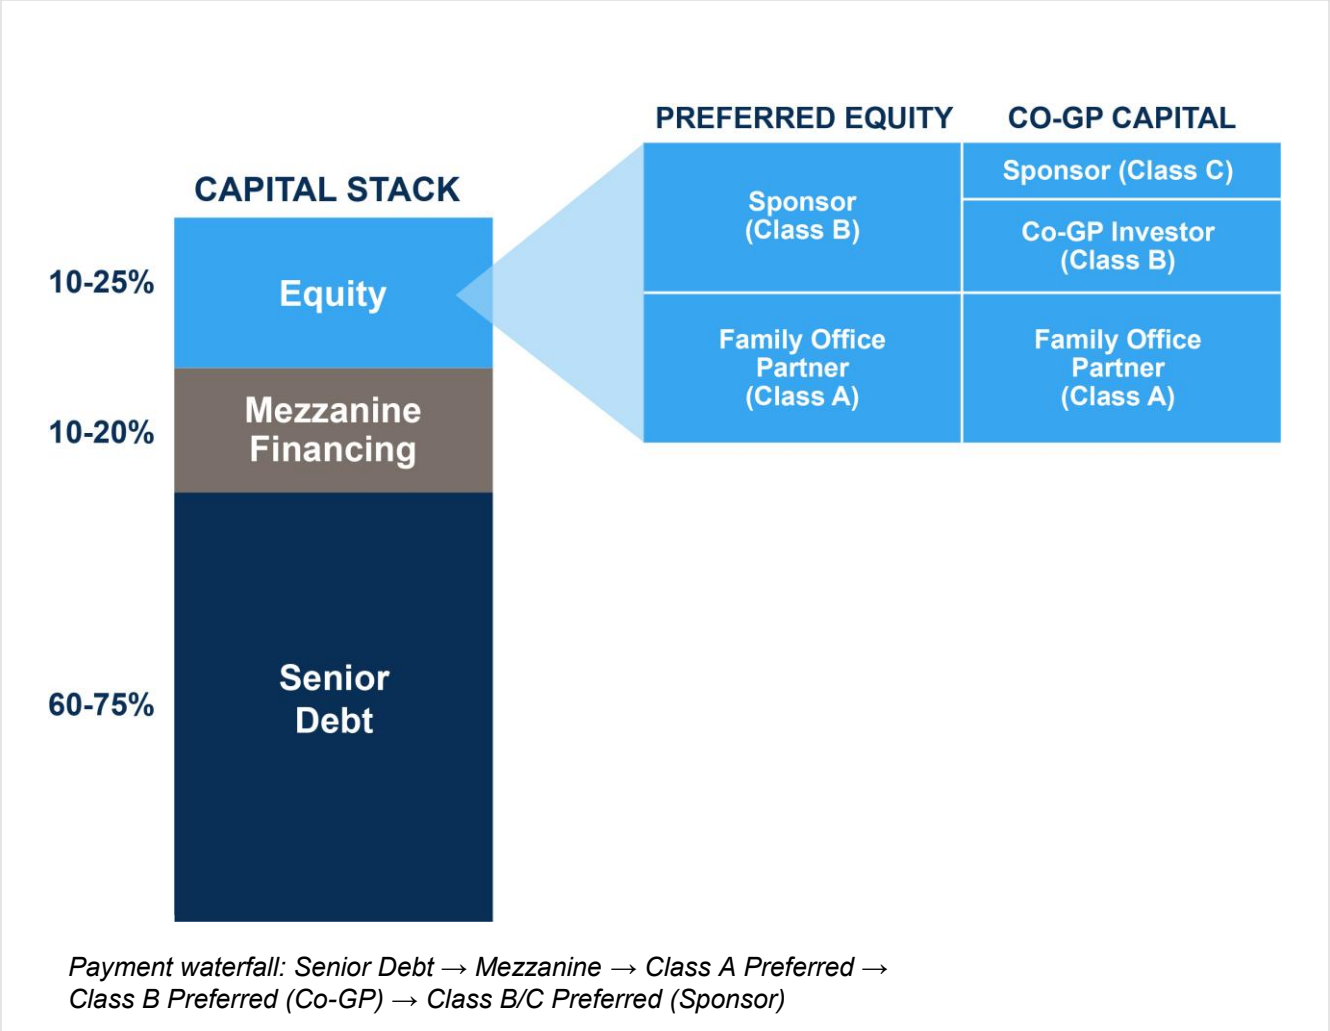 PREFERRED EQUITY
CO-GP CAPITAL
CAPITAL STACK
10-25%
Equity
10-20%
Mezzanine
Financing
60-75%
Senior
Debt
Sponsor
(Class B)
Family Office
Partner
(Class A)
Sponsor (Class C)
Co-GP Investor
(Class B)
Family Office
Partner
(Class A)
Payment waterfall: Senior Debt → Mezzanine → Class A Preferred →
Class B Preferred (Co-GP) → Class B/C Preferred (Sponsor)